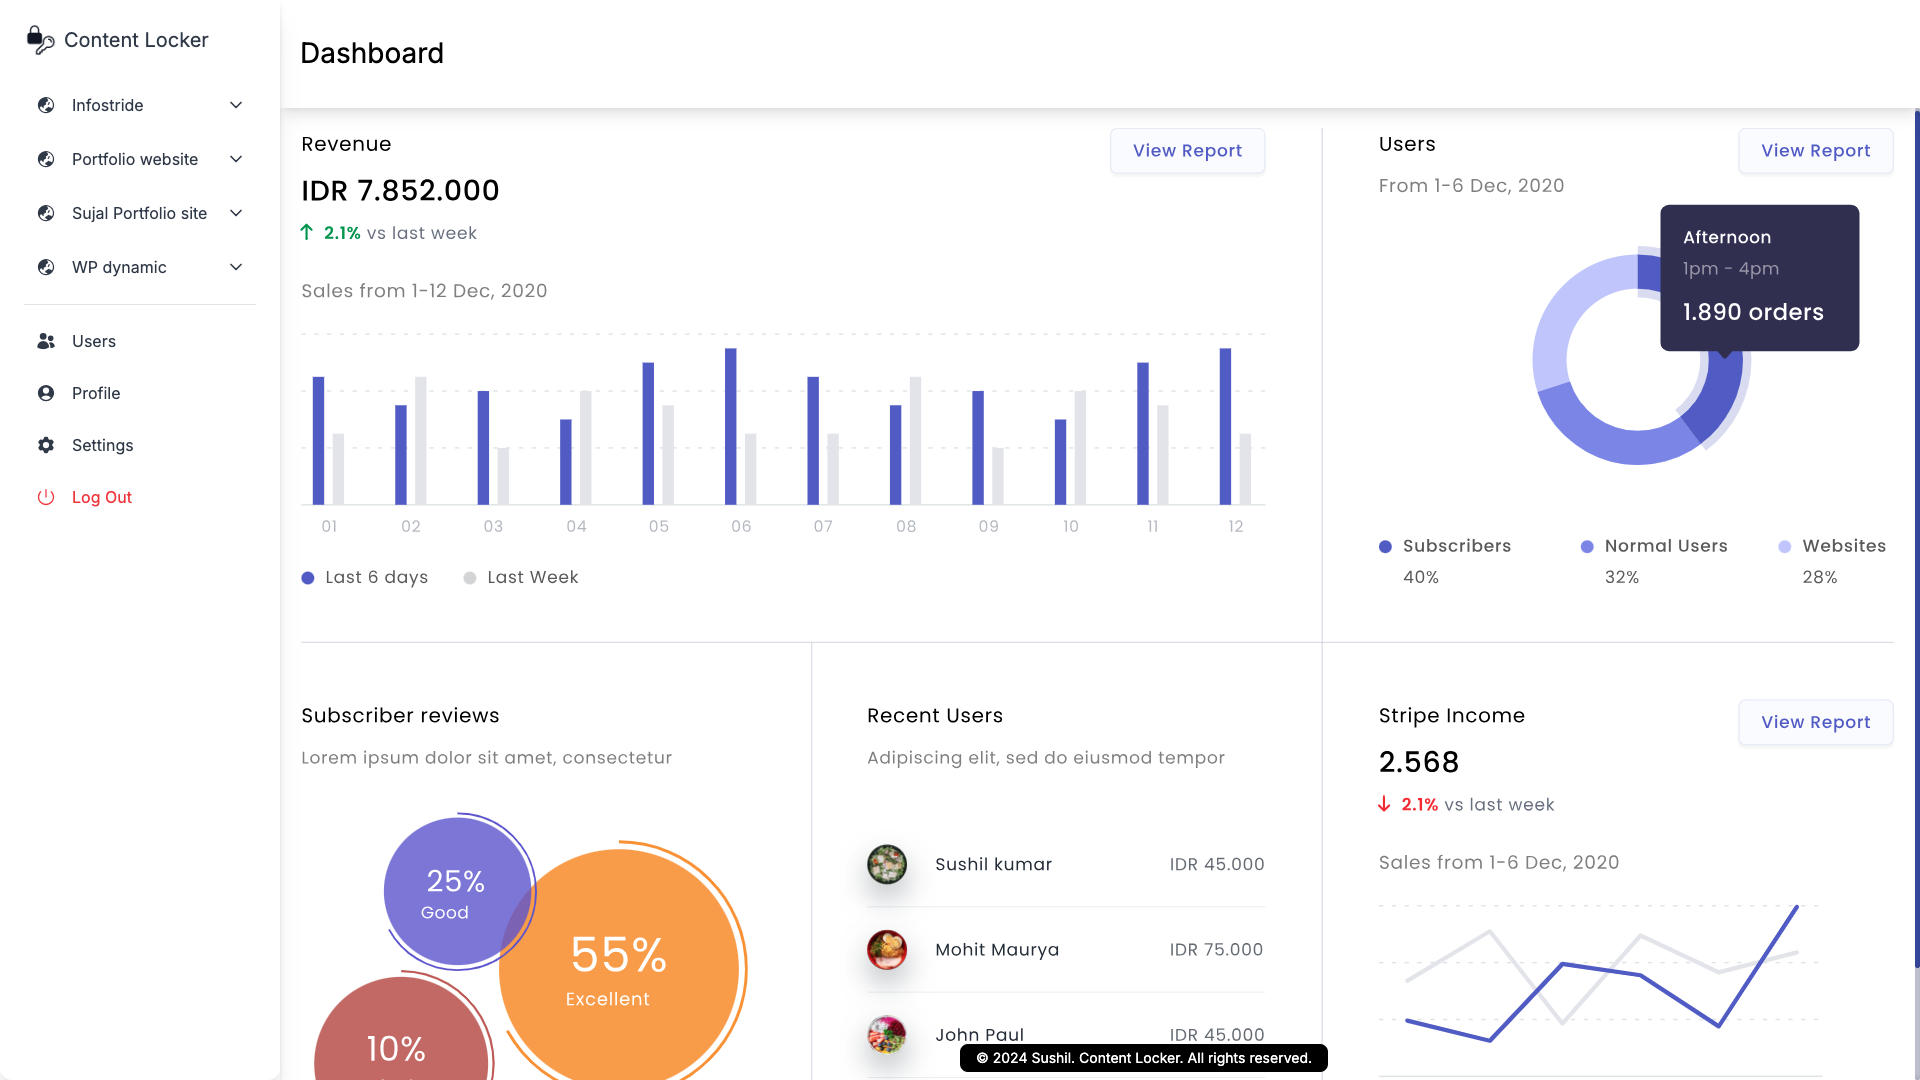 Content Locker
Infostride
Portfolio website
Sujal Portfolio site
WP dynamic
Users
Profile
Settings
Log Out
Dashboard
Revenue
View Report
IDR 7.852.000
2.1% vs last week
Sales from 1-12 Dec, 2020
01 02 03 04 05 06 07 08 09 10 11 12
Last 6 days Last Week
Users
View Report
From 1-6 Dec, 2020
Afternoon
1pm - 4pm
1.890 orders
Subscribers Normal Users Websites
40% 32% 28%
Subscriber reviews
Lorem ipsum dolor sit amet, consectetur
25%
Good
55%
Excellent
10%
Recent Users
Adipiscing elit, sed do eiusmod tempor
Sushil kumar IDR 45.000
Mohit Maurya IDR 75.000
John Paul IDR 45.000
Stripe Income
View Report
2.568
2.1% vs last week
Sales from 1-6 Dec, 2020
© 2024 Sushil. Content Locker. All rights reserved.